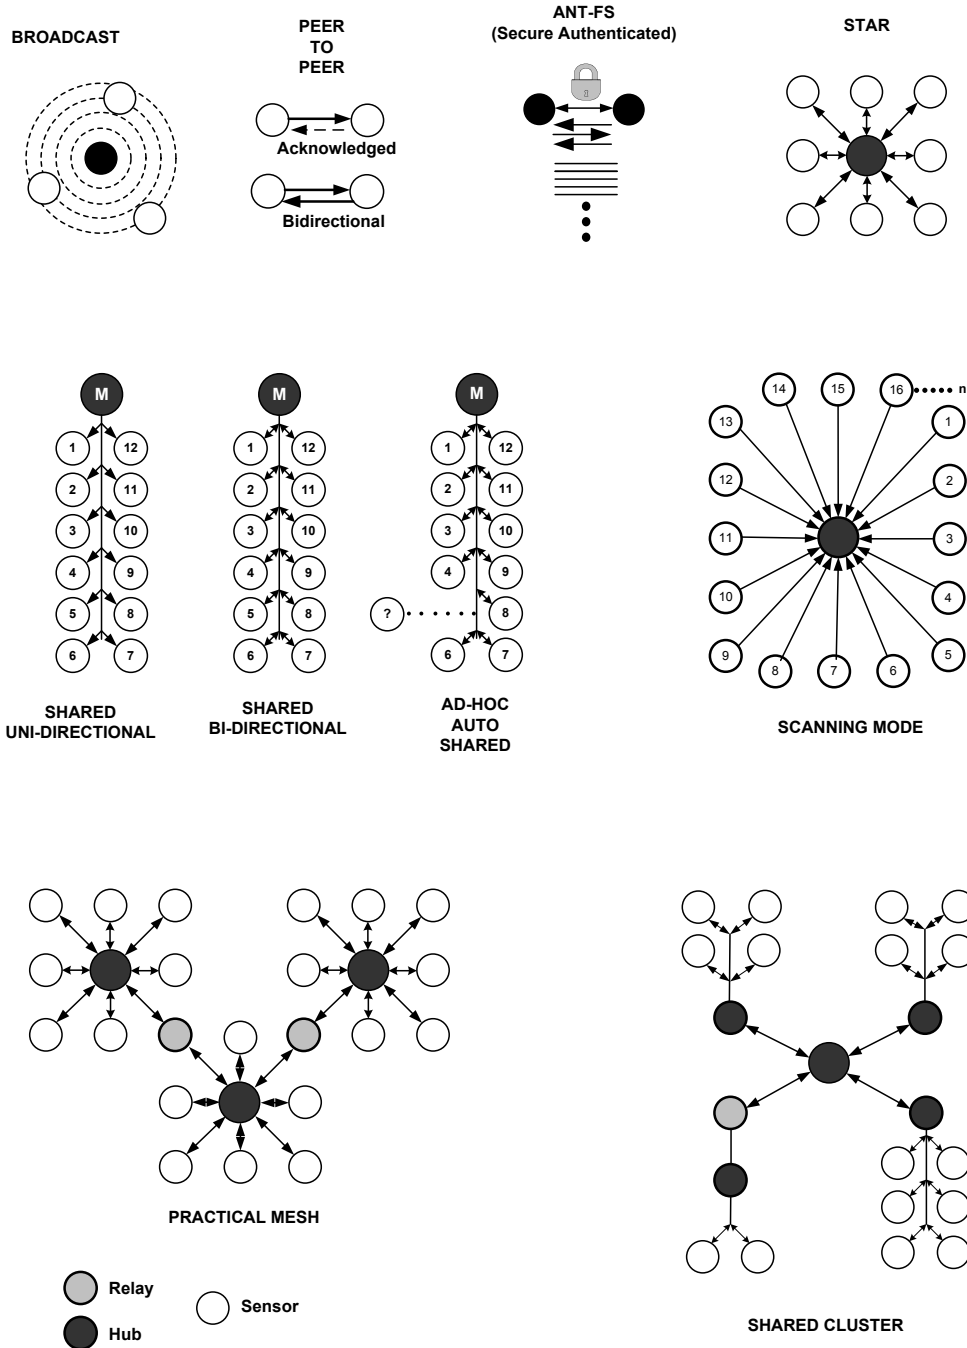 BROADCAST
PEER
TO
PEER
Acknowledged
Bidirectional
ANT-FS
(Secure Authenticated)
STAR
M
1 12
2 11
3 10
4 9
5 8
6 7
SHARED
UNI-DIRECTIONAL
M
1 12
2 11
3 10
4 9
5 8
6 7
SHARED
BI-DIRECTIONAL
M
1 12
2 11
3 10
4 9
? 8
6 7
AD-HOC
AUTO
SHARED
14 15 16 n
13 1
12 2
11 3
10 4
9 5
8 7 6
SCANNING MODE
PRACTICAL MESH
Relay
Sensor
Hub
SHARED CLUSTER